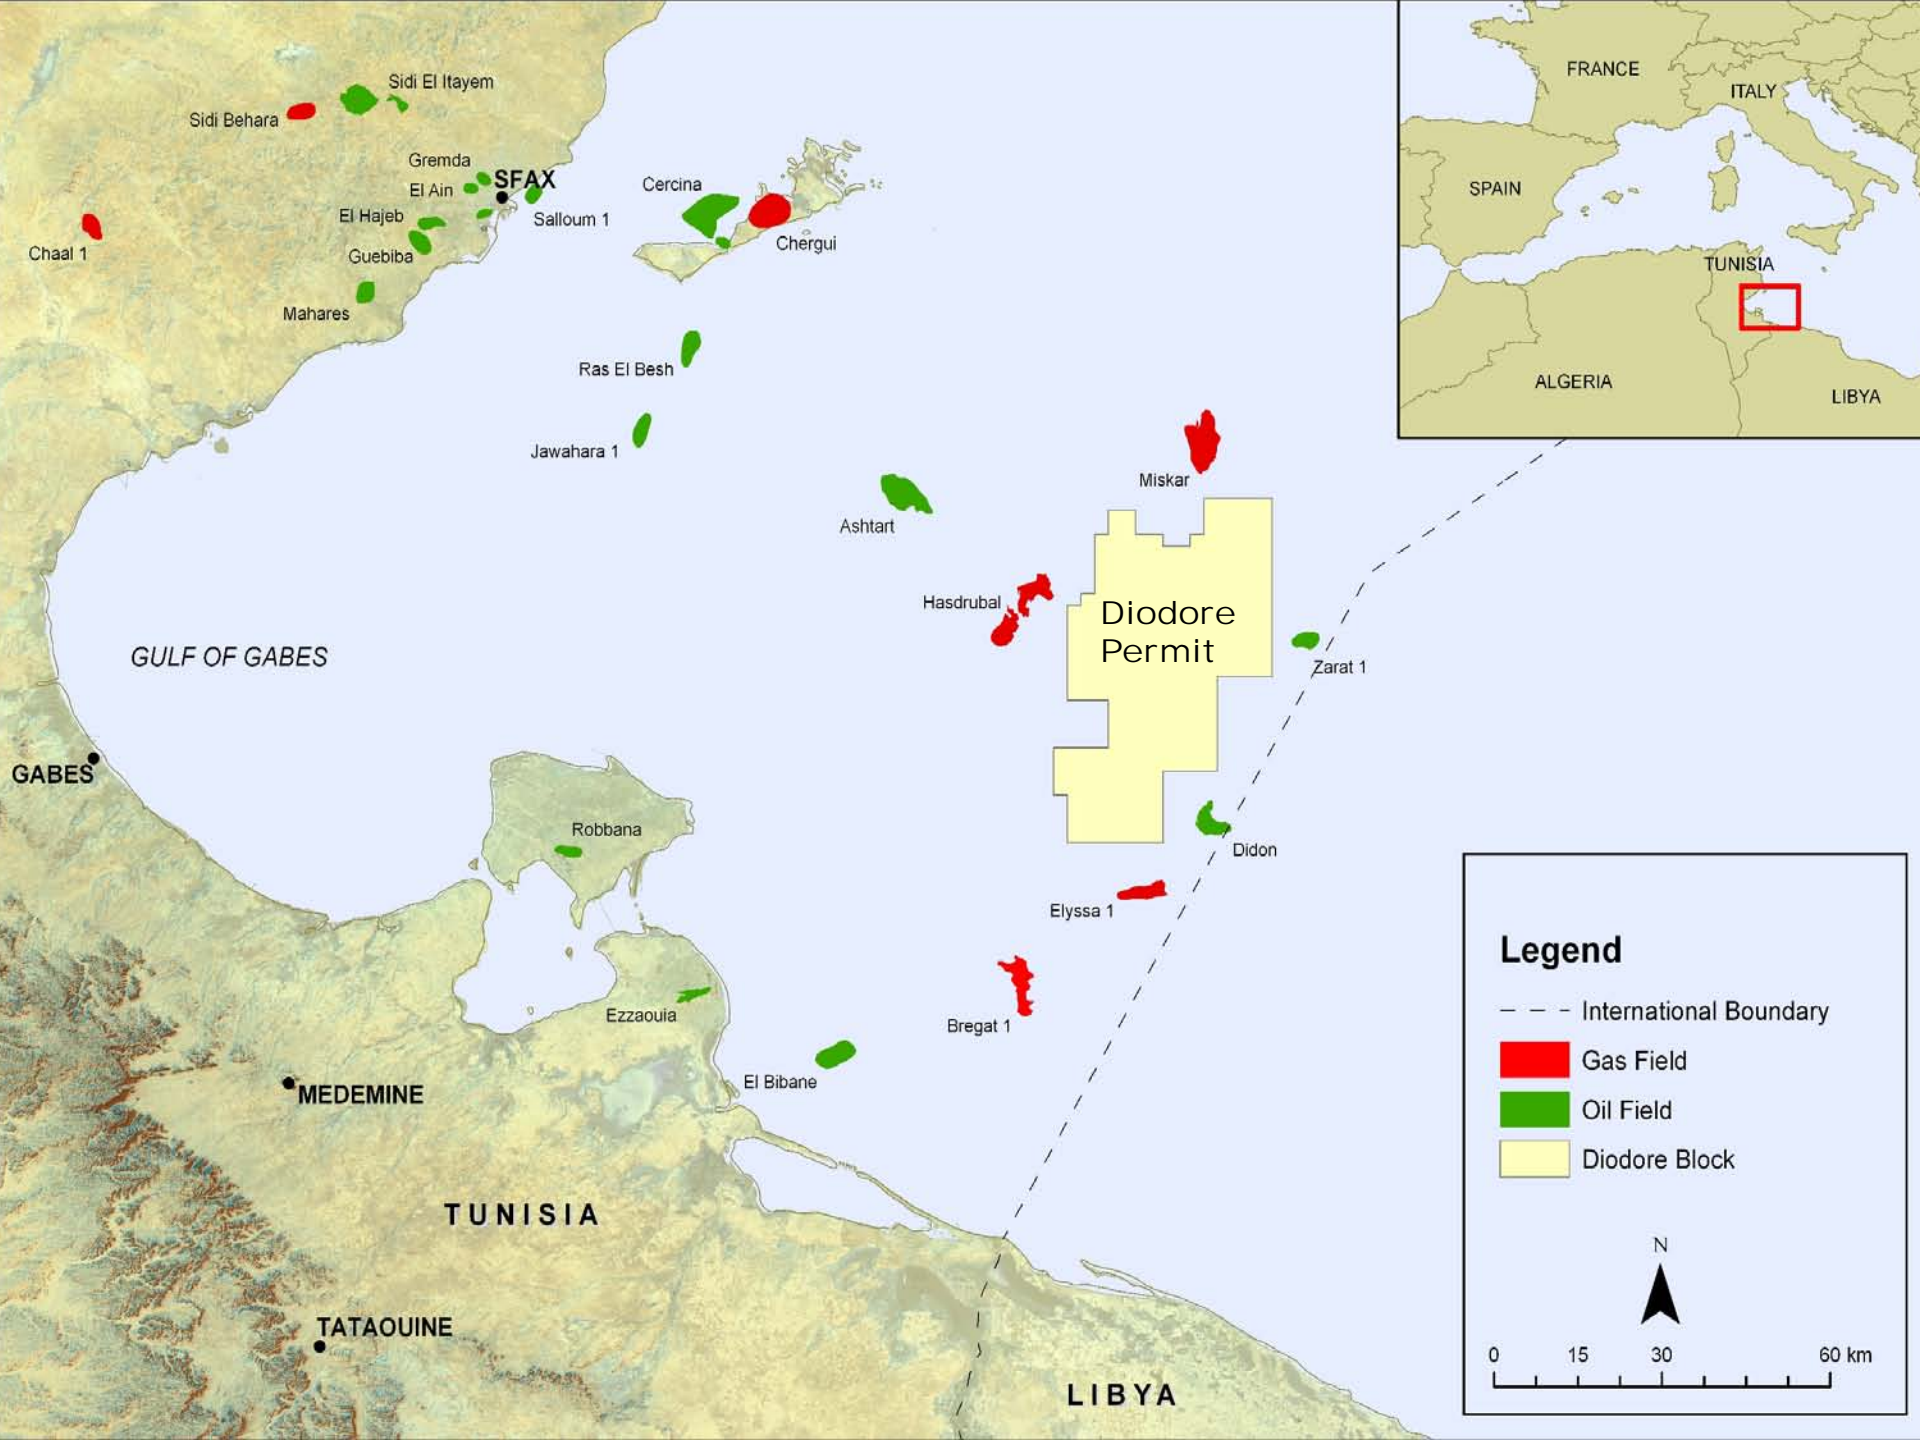 Sidi El Itayem
Sidi Behara
Gremda
SFAX
El Ain
El Hajeb
Salloum 1
Guebiba
Chaal 1
Mahares
Cercina
Chergui
Ras El Besh
Jawahara 1
Ashtart
Miskar
Hasdrubal
Diodore
Permit
Zarat 1
GULF OF GABES
GABES
Robbana
Didon
Elyssa 1
Ezzaouia
Bregat 1
El Bibane
MEDEMINE
TUNISIA
TATAOUINE
LIBYA
FRANCE
ITALY
SPAIN
TUNISIA
ALGERIA
LIBYA
Legend
International Boundary
Gas Field
Oil Field
Diodore Block
N
0 15 30 60 km